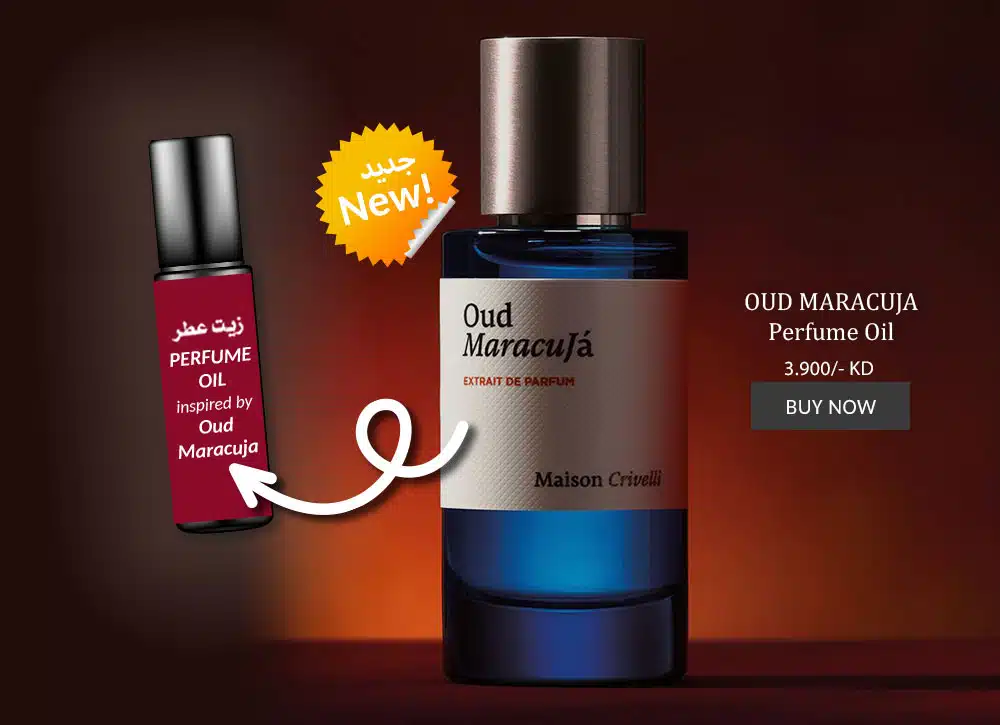 جديد
New!
زيت عطر
PERFUME
OIL
inspired by
Oud
Maracuja
Oud
MaracuJá
EXTRAIT DE PARFUM
Maison Crivelli
OUD MARACUJA
Perfume Oil
3.900/- KD
BUY NOW